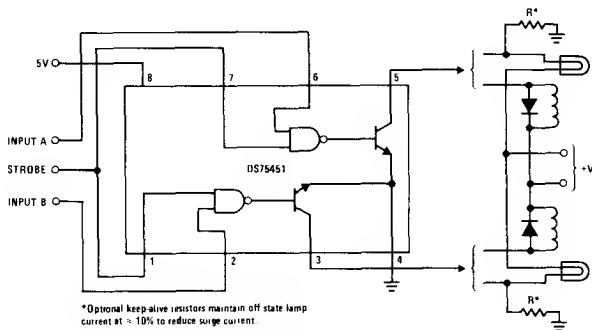 R*
5V
8
7
6
5
INPUT A
DS75451
STROBE
+V
INPUT B
1
2
3
4
*Optional keep-alive resistors maintain off state lamp
current at ≈ 10% to reduce surge current.
R*